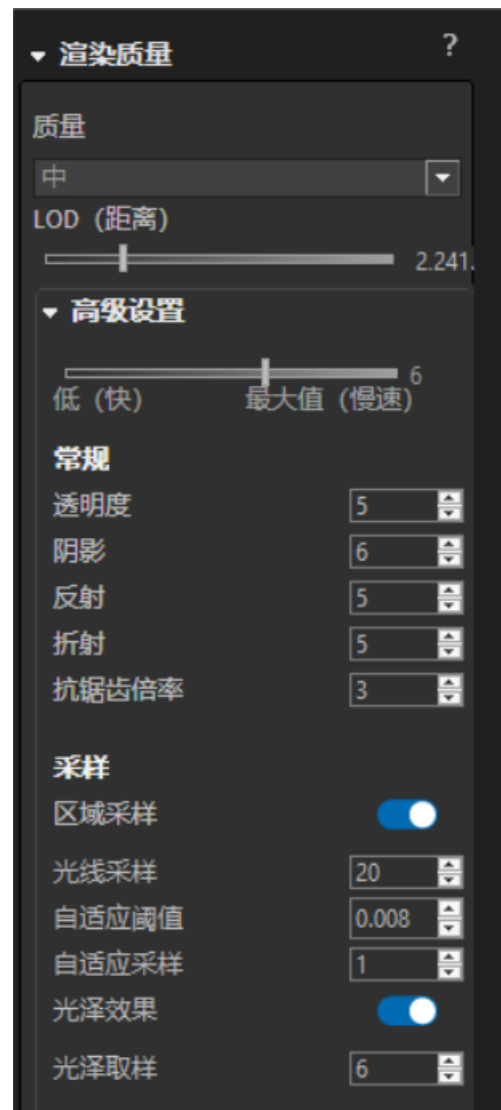 渲染质量 ?
质量
中
LOD（距离）
2.241.
高级设置
6
低（快） 最大值（慢速）
常规
透明度 5
阴影 6
反射 5
折射 5
抗锯齿倍率 3
采样
区域采样
光线采样 20
自适应阈值 0.008
自适应采样 1
光泽效果
光泽取样 6